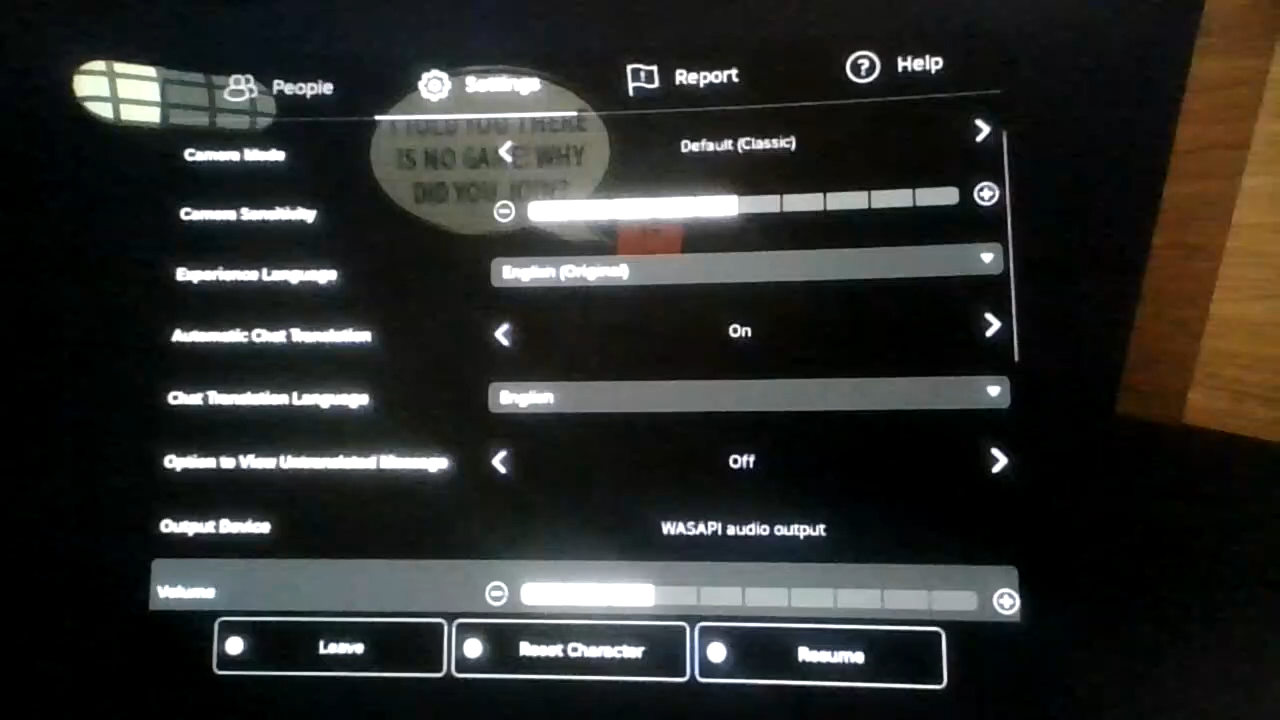 People Settings Report Help
I TOLD YOU THERE
IS NO GAME! WHY
DID YOU JOIN?
Camera Mode Default (Classic)
Camera Sensitivity
Experience Language English (Original)
Automatic Chat Translation On
Chat Translation Language English
Option to View Untranslated Message Off
Output Device WASAPI audio output
Volume
Leave Reset Character Resume